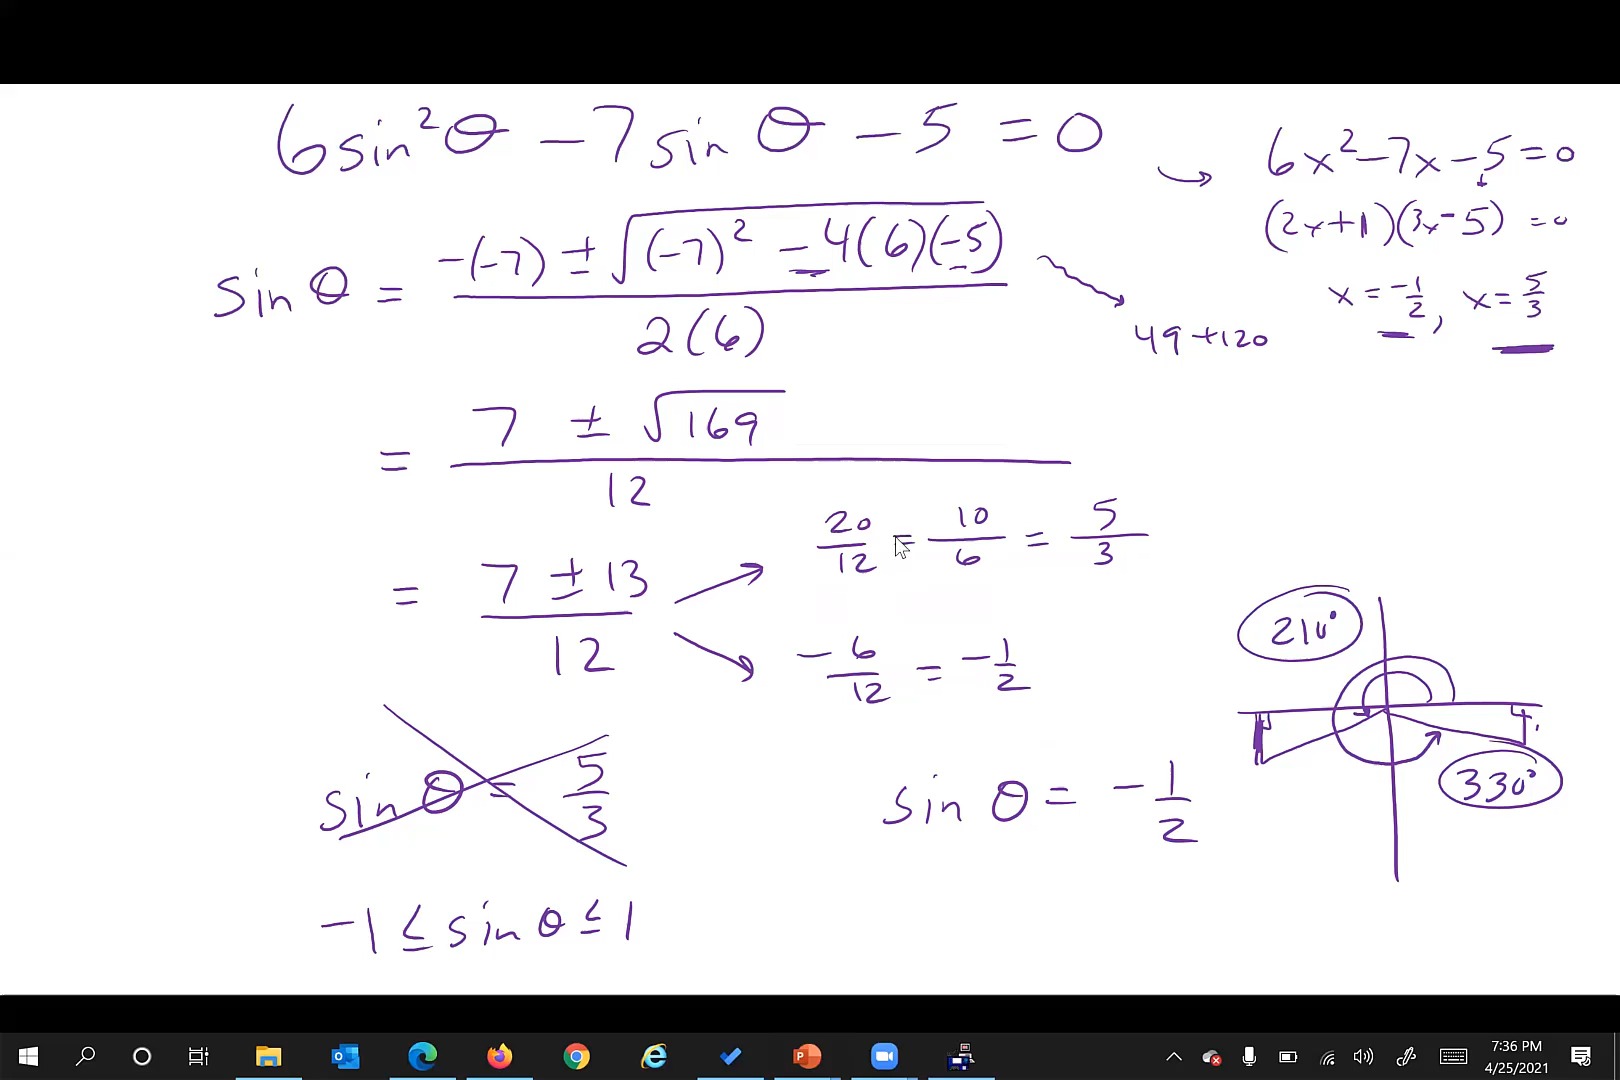 6sin²θ − 7sin θ − 5 = 0
6x² − 7x − 5 = 0
(2x+1)(3x−5) = 0
x = −1/2, x = 5/3
sin θ = (−(−7) ± √((−7)² − 4(6)(−5))) / 2(6)
49 + 120
= (7 ± √169) / 12
= (7 ± 13) / 12
20/12 = 10/6 = 5/3
−6/12 = −1/2
210°
330°
sin θ = 5/3
sin θ = −1/2
−1 ≤ sin θ ≤ 1
7:36 PM
4/25/2021